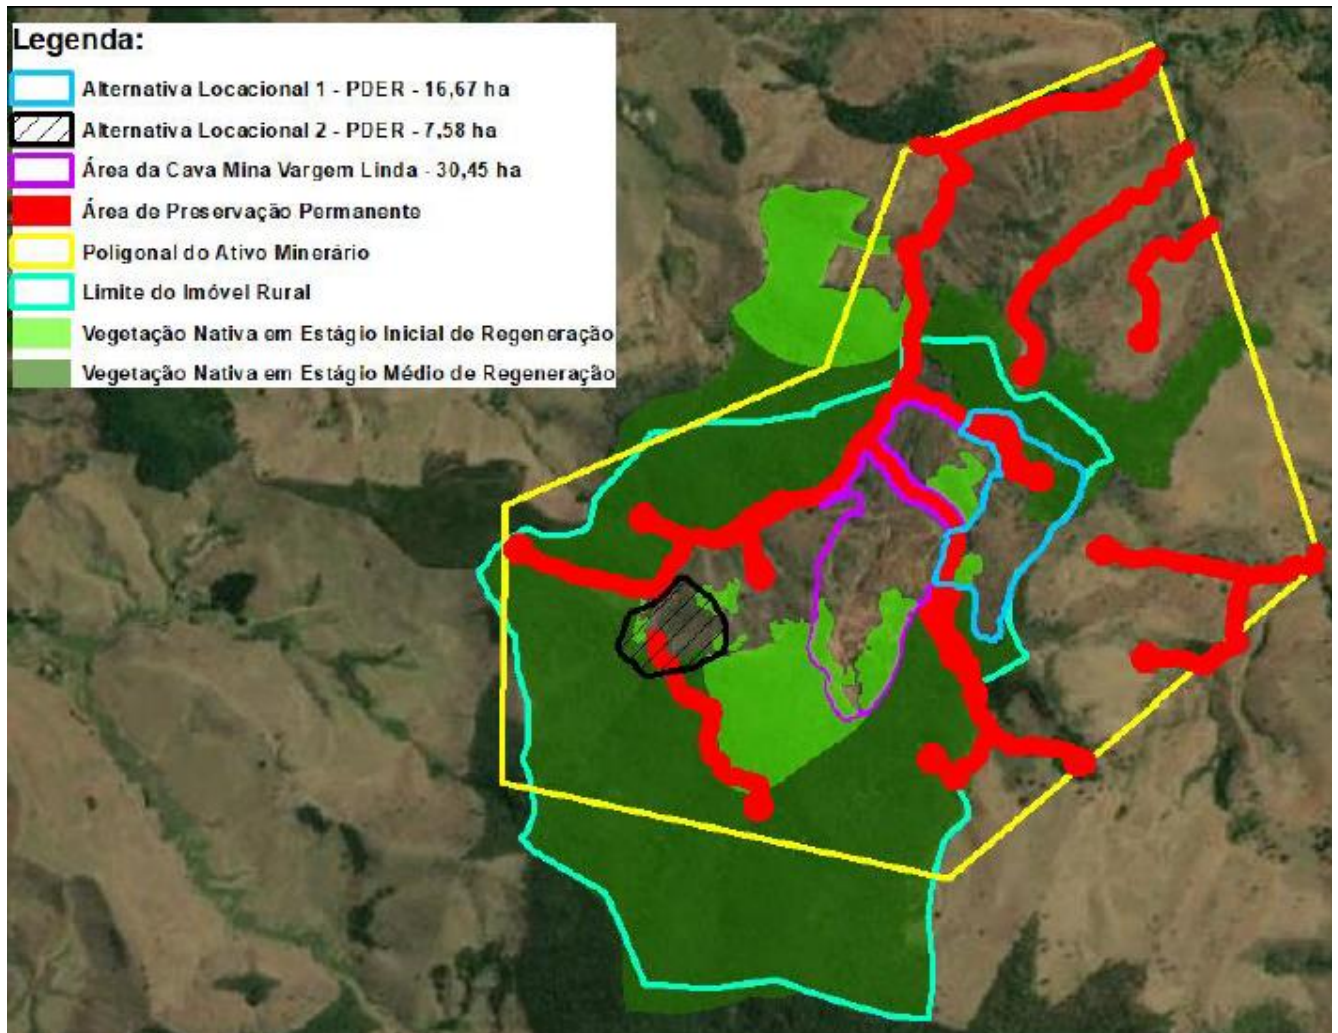 Legenda:
Alternativa Locacional 1 - PDER - 16,67 ha
Alternativa Locacional 2 - PDER - 7,58 ha
Área da Cava Mina Vargem Linda - 30,45 ha
Área de Preservação Permanente
Poligonal do Ativo Minerário
Limite do Imóvel Rural
Vegetação Nativa em Estágio Inicial de Regeneração
Vegetação Nativa em Estágio Médio de Regeneração